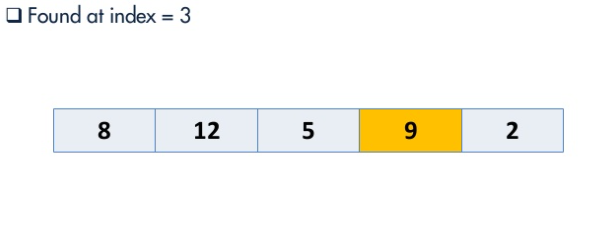 ❑ Found at index = 3
8 12 5 9 2